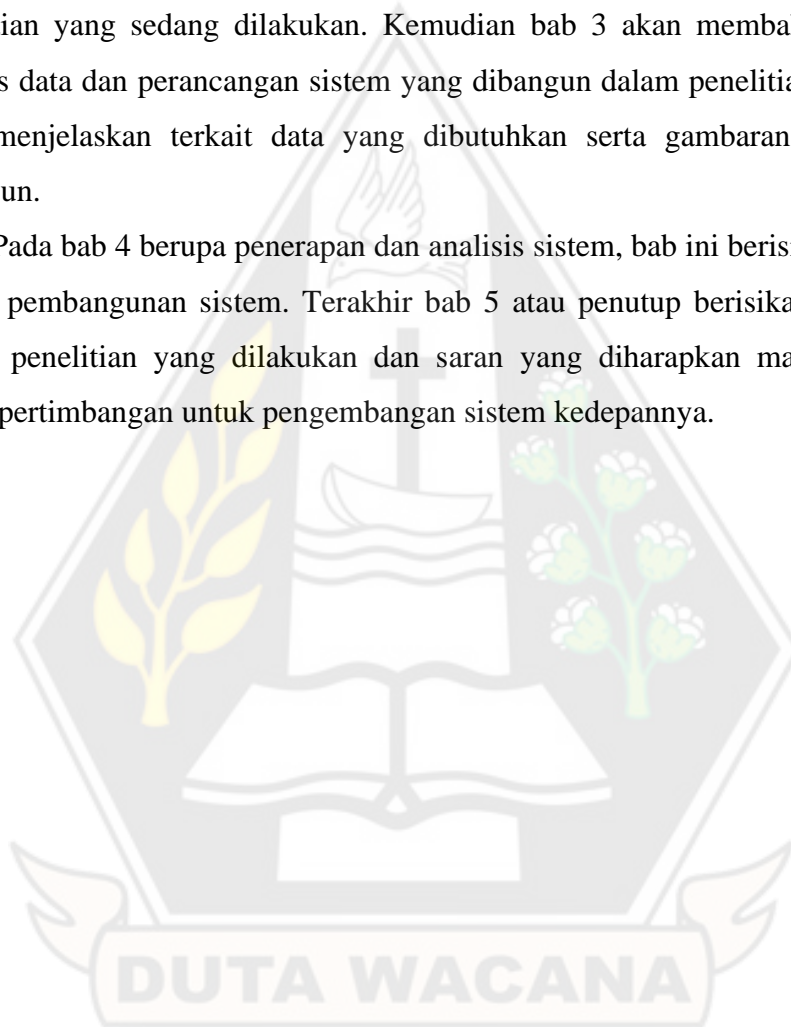 tian yang sedang dilakukan. Kemudian bab 3 akan memba
s data dan perancangan sistem yang dibangun dalam penelitia
menjelaskan terkait data yang dibutuhkan serta gambaran
un.
Pada bab 4 berupa penerapan dan analisis sistem, bab ini beris
pembangunan sistem. Terakhir bab 5 atau penutup berisika
penelitian yang dilakukan dan saran yang diharapkan ma
pertimbangan untuk pengembangan sistem kedepannya.
DUTA WACANA